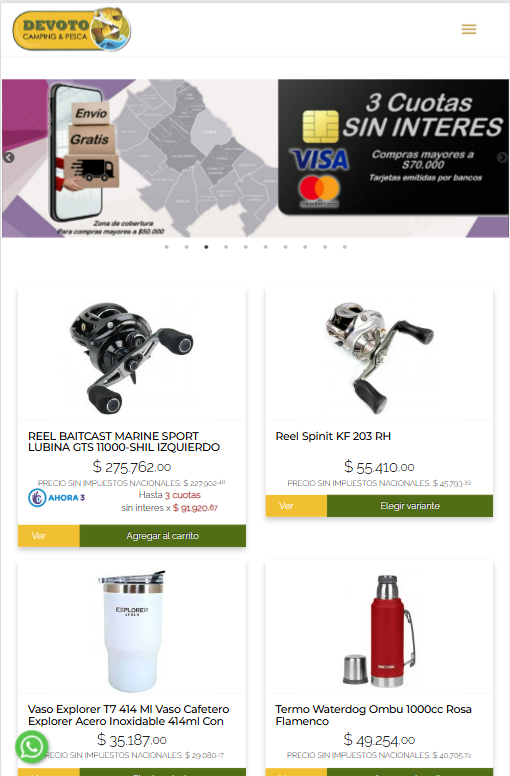 DEVOTO
CAMPING & PESCA
Envío
Gratis
Zona de cobertura
Para compras mayores a $50.000
3 Cuotas
SIN INTERES
VISA
Compras mayores a
$70.000
mastercard
Tarjetas emitidas por bancos
REEL BAITCAST MARINE SPORT
LUBINA GTS 11000-SHIL IZQUIERDO
$ 275.762.00
PRECIO SIN IMPUESTOS NACIONALES: $ 227.902.48
AHORA 3
Hasta 3 cuotas
sin interes x $ 91.920.67
Ver
Agregar al carrito
Reel Spinit KF 203 RH
$ 55.410.00
PRECIO SIN IMPUESTOS NACIONALES: $ 45.793.39
Ver
Elegir variante
EXPLORER
Vaso Explorer T7 414 Ml Vaso Cafetero
Explorer Acero Inoxidable 414ml Con
$ 35.187.00
RECIO SIN IMPUESTOS NACIONALES: $ 29.080.17
Termo Waterdog Ombu 1000cc Rosa
Flamenco
$ 49.254.00
PRECIO SIN IMPUESTOS NACIONALES: $ 40.705.79